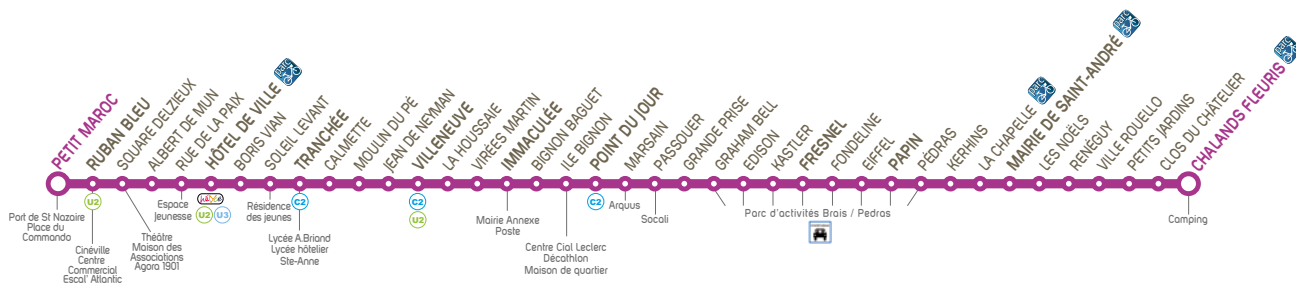 PETIT MAROC
RUBAN BLEU
SQUARE DELZIEUX
ALBERT DE MUN
RUE DE LA PAIX
HÔTEL DE VILLE
parc
BORIS VIAN
SOLEIL LEVANT
TRANCHÉE
CALMETTE
MOULIN DU PÉ
JEAN DE NEYMAN
VILLENEUVE
LA HOUSSAIE
VIRÉES MARTIN
IMMACULÉE
BIGNON BAGUET
ILE BIGNON
POINT DU JOUR
MARSAIN
PASSOUER
GRANDE PRISE
GRAHAM BELL
EDISON
KASTLER
FRESNEL
FONDELINE
EIFFEL
PAPIN
PÉDRAS
KERHINS
LA CHAPELLE
parc
MAIRIE DE SAINT-ANDRÉ
parc
LES NOËLS
RENÉGUY
VILLE ROUELLO
PETITS JARDINS
CLOS DU CHÂTELIER
CHALANDS FLEURIS
parc
Port de St Nazaire
Place du
Commando
U2
Cinéville
Centre
Commercial
Escal' Atlantic
Théâtre
Maison des
Associations
Agora 1901
Espace
Jeunesse
hélYce
U2 U3
Résidence
des jeunes
C2
Lycée A.Briand
Lycée hôtelier
Ste-Anne
C2
U2
Mairie Annexe
Poste
Centre Cial Leclerc
Décathlon
Maison de quartier
C2
Arquus
Socali
Parc d'activités Brais / Pedras
Camping